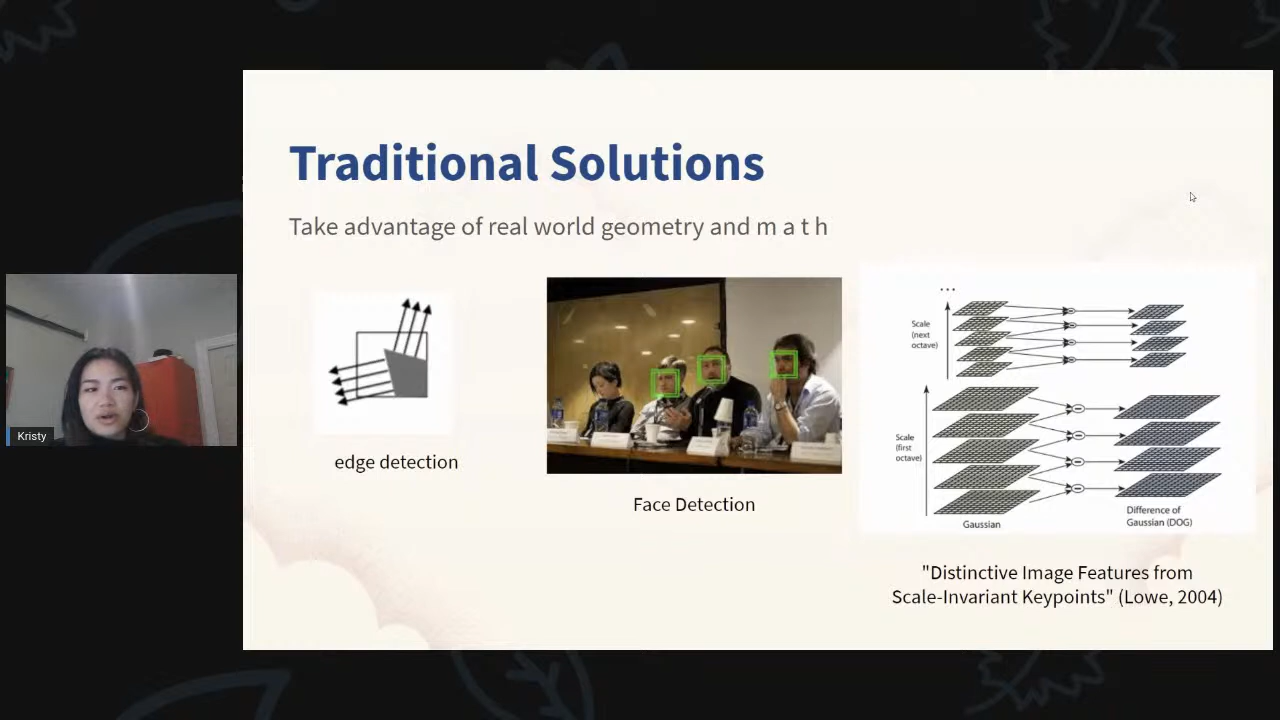 Traditional Solutions
Take advantage of real world geometry and m a t h
edge detection
Face Detection
...
Scale
(next
octave)
Scale
(first
octave)
Gaussian
Difference of
Gaussian (DOG)
"Distinctive Image Features from
Scale-Invariant Keypoints" (Lowe, 2004)
Kristy